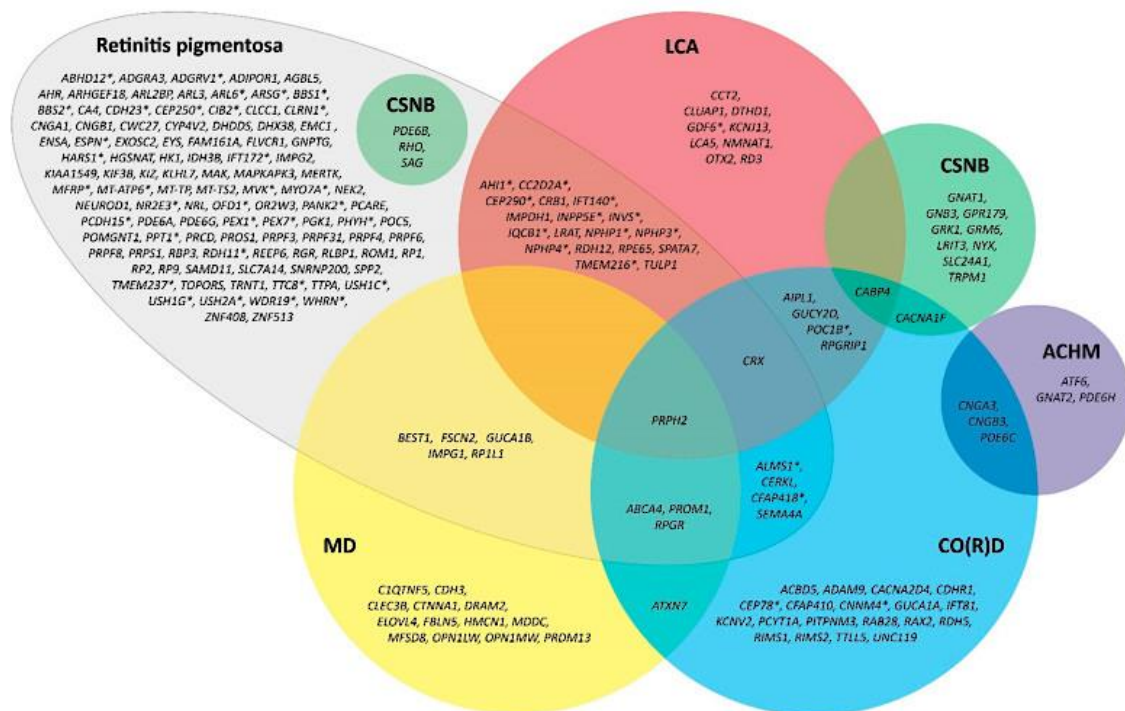 Retinitis pigmentosa
ABHD12*, ADGRA3, ADGRV1*, ADIPOR1, AGBL5,
AHR, ARHGEF18, ARL2BP, ARL3, ARL6*, ARSG*, BBS1*,
BBS2*, CA4, CDH23*, CEP250*, CIB2*, CLCC1, CLRN1*,
CNGA1, CNGB1, CWC27, CYP4V2, DHDDS, DHX38, EMC1,
ENSA, ESPN*, EXOSC2, EYS, FAM161A, FLVCR1, GNPTG,
HARS1*, HGSNAT, HK1, IDH3B, IFT172*, IMPG2,
KIAA1549, KIF3B, KIZ, KLHL7, MAK, MAPKAPK3, MERTK,
MFRP*, MT-ATP6*, MT-TP, MT-TS2, MVK*, MYO7A*, NEK2,
NEUROD1, NR2E3*, NRL, OFD1*, OR2W3, PANK2*, PCARE,
PCDH15*, PDE6A, PDE6G, PEX1*, PEX7*, PGK1, PHYH*, POC5,
POMGNT1, PPT1*, PRCD, PROS1, PRPF3, PRPF31, PRPF4, PRPF6,
PRPF8, PRPS1, RBP3, RDH11*, REEP6, RGR, RLBP1, ROM1, RP1,
RP2, RP9, SAMD11, SLC7A14, SNRNP200, SPP2,
TMEM237*, TOPORS, TRNT1, TTC8*, TTPA, USH1C*,
USH1G*, USH2A*, WDR19*, WHRN*,
ZNF408, ZNF513
CSNB
PDE6B,
RHO,
SAG
LCA
CCT2,
CLUAP1, DTHD1,
GDF6*, KCNJ13,
LCA5, NMNAT1,
OTX2, RD3
AHI1*, CC2D2A*,
CEP290*, CRB1, IFT140*,
IMPDH1, INPP5E*, INVS*,
IQCB1*, LRAT, NPHP1*, NPHP3*,
NPHP4*, RDH12, RPE65, SPATA7,
TMEM216*, TULP1
CSNB
GNAT1,
GNB3, GPR179,
GRK1, GRM6,
LRIT3, NYX,
SLC24A1,
TRPM1
CABP4
CACNA1F
AIPL1,
GUCY2D,
POC1B*,
RPGRIP1
CRX
ACHM
ATF6,
GNAT2, PDE6H
CNGA3,
CNGB3,
PDE6C
PRPH2
BEST1, FSCN2, GUCA1B,
IMPG1, RP1L1
ALMS1*,
CERKL,
CFAP418*,
SEMA4A
ABCA4, PROM1,
RPGR
MD
C1QTNF5, CDH3,
CLEC3B, CTNNA1, DRAM2,
ELOVL4, FBLN5, HMCN1, MDDC,
MFSD8, OPN1LW, OPN1MW, PRDM13
ATXN7
CO(R)D
ACBD5, ADAM9, CACNA2D4, CDHR1,
CEP78*, CFAP410, CNNM4*, GUCA1A, IFT81,
KCNV2, PCYT1A, PITPNM3, RAB28, RAX2, RDH5,
RIMS1, RIMS2, TTLL5, UNC119